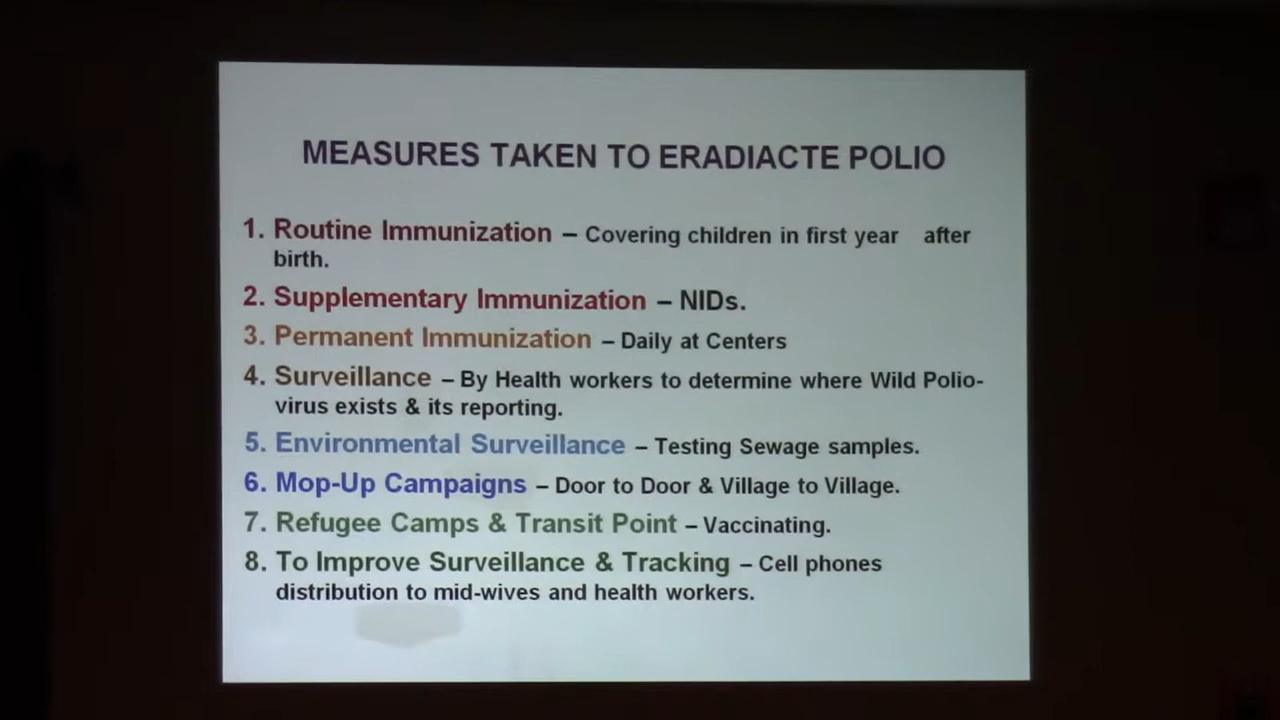 MEASURES TAKEN TO ERADIACTE POLIO
1. Routine Immunization – Covering children in first year after
birth.
2. Supplementary Immunization – NIDs.
3. Permanent Immunization – Daily at Centers
4. Surveillance – By Health workers to determine where Wild Polio-
virus exists & its reporting.
5. Environmental Surveillance – Testing Sewage samples.
6. Mop-Up Campaigns – Door to Door & Village to Village.
7. Refugee Camps & Transit Point – Vaccinating.
8. To Improve Surveillance & Tracking – Cell phones
distribution to mid-wives and health workers.